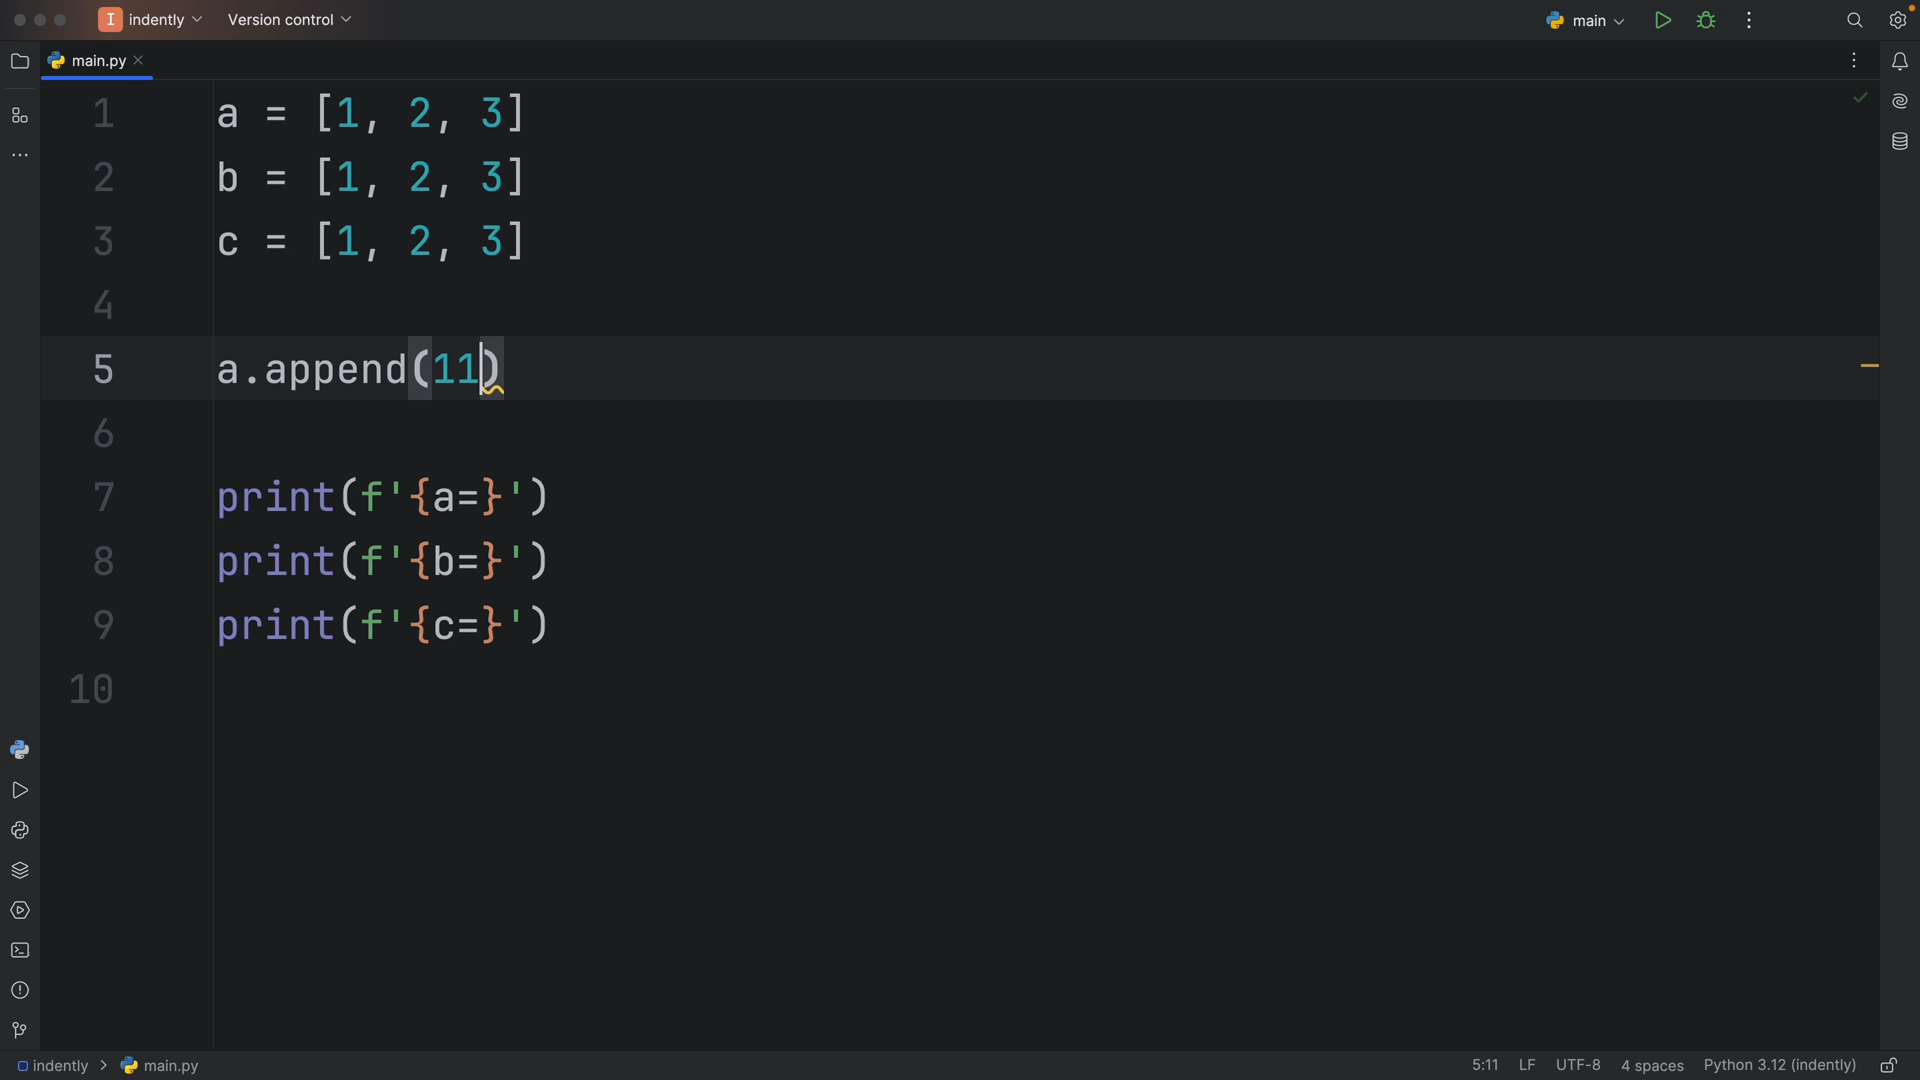 I indently Version control main
main.py
1 a = [1, 2, 3]
2 b = [1, 2, 3]
3 c = [1, 2, 3]
4
5 a.append(11)
6
7 print(f'{a=}')
8 print(f'{b=}')
9 print(f'{c=}')
10
indently > main.py 5:11 LF UTF-8 4 spaces Python 3.12 (indently)